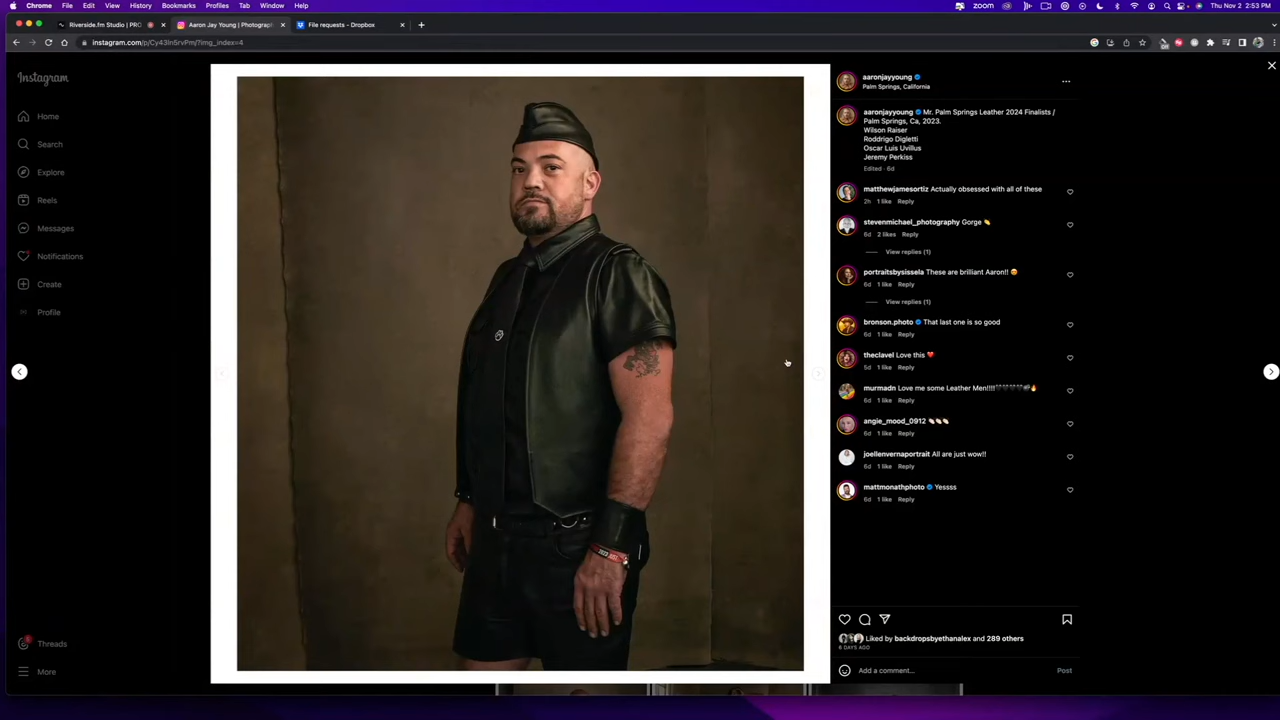 Chrome File Edit View History Bookmarks Profiles Tab Window Help zoom Thu Nov 2 2:53 PM
Riverside.fm Studio | PRO Aaron Jay Young | Photograph File requests - Dropbox
instagram.com/p/Cy43In5rvPm/?img_index=4
Instagram
Home
Search
Explore
Reels
Messages
Notifications
Create
Profile
Threads
More
aaronjayyoung
Palm Springs, California
aaronjayyoung Mr. Palm Springs Leather 2024 Finalists /
Palm Springs, Ca, 2023.
Wilson Raiser
Roddrigo Digletti
Oscar Luis Uvillus
Jeremy Perkiss
Edited · 6d
matthewjamesortiz Actually obsessed with all of these
2h 1 like Reply
stevenmichael_photography Gorge 👏
6d 2 likes Reply
View replies (1)
portraitsbysissela These are brilliant Aaron!! 😍
6d 1 like Reply
View replies (1)
bronson.photo That last one is so good
6d 1 like Reply
theclavel Love this ❤️
5d 1 like Reply
murmadn Love me some Leather Men!!!!
6d 1 like Reply
angie_mood_0912 👏👏👏
6d 1 like Reply
joellenvernaportrait All are just wow!!
6d 1 like Reply
mattmonathphoto Yessss
6d 1 like Reply
Liked by backdropsbyethanalex and 289 others
6 DAYS AGO
Add a comment... Post